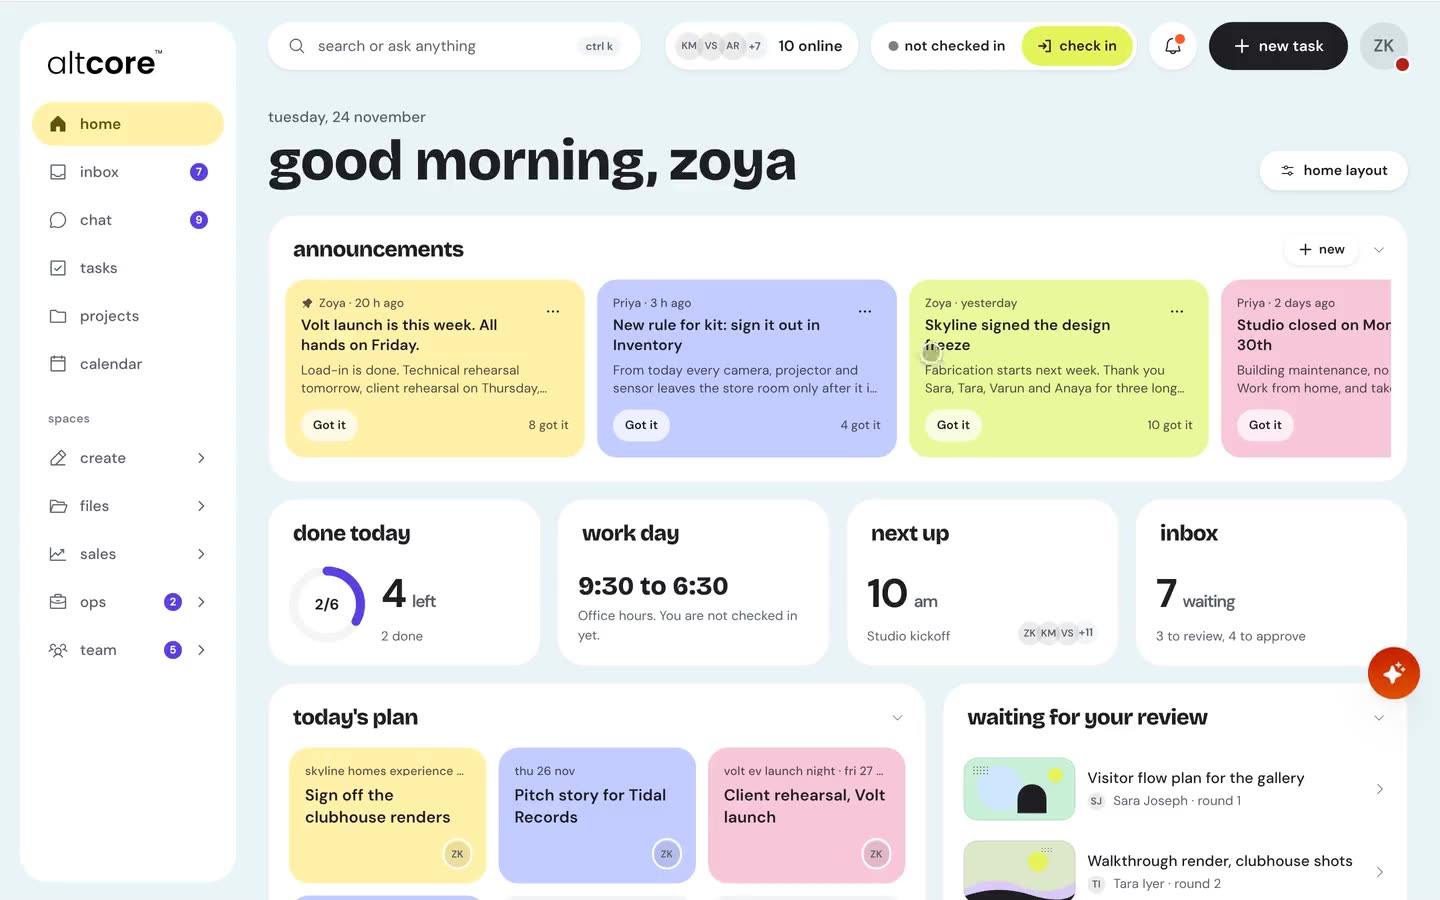 altcore™
search or ask anything
ctrl k
KM VS AR +7 10 online
not checked in
check in
new task
ZK
home
inbox 7
chat 9
tasks
projects
calendar
spaces
create
files
sales
ops 2
team 5
tuesday, 24 november
good morning, zoya
home layout
announcements
new
Zoya · 20 h ago
Volt launch is this week. All
hands on Friday.
Load-in is done. Technical rehearsal
tomorrow, client rehearsal on Thursday,...
Got it
8 got it
Priya · 3 h ago
New rule for kit: sign it out in
Inventory
From today every camera, projector and
sensor leaves the store room only after it i...
Got it
4 got it
Zoya · yesterday
Skyline signed the design
freeze
Fabrication starts next week. Thank you
Sara, Tara, Varun and Anaya for three long...
Got it
10 got it
Priya · 2 days ago
Studio closed on Mon
30th
Building maintenance, no
Work from home, and take
Got it
done today
2/6
4 left
2 done
work day
9:30 to 6:30
Office hours. You are not checked in
yet.
next up
10 am
Studio kickoff
ZK KM VS +11
inbox
7 waiting
3 to review, 4 to approve
today's plan
skyline homes experience ...
Sign off the
clubhouse renders
ZK
thu 26 nov
Pitch story for Tidal
Records
ZK
volt ev launch night · fri 27 ...
Client rehearsal, Volt
launch
ZK
waiting for your review
Visitor flow plan for the gallery
SJ Sara Joseph · round 1
Walkthrough render, clubhouse shots
TI Tara Iyer · round 2